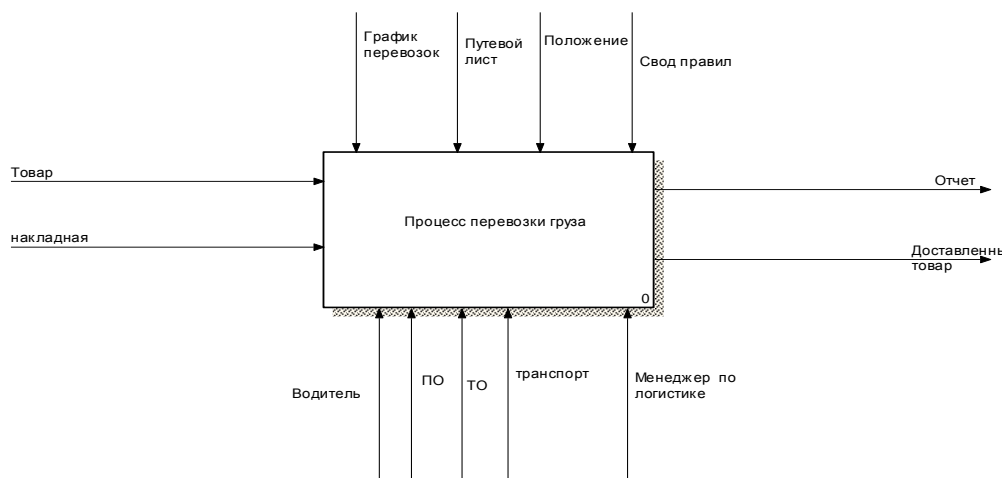 График
перевозок
Путевой
лист
Положение
Свод правил
Товар
накладная
Процесс перевозки груза
0
Отчет
Доставленны
товар
Водитель
ПО
ТО
транспорт
Менеджер по
логистике